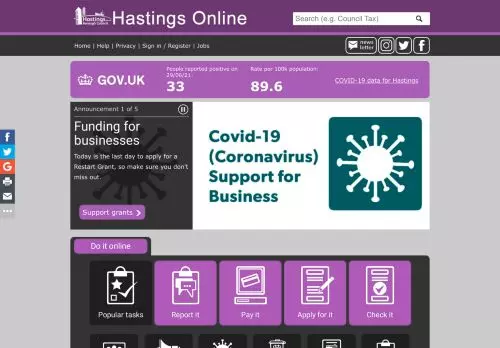 Hastings
Borough Council
Hastings Online
Search (e.g. Council Tax)
Home | Help | Privacy | Sign in / Register | Jobs
news
letter
GOV.UK
People reported positive on
29/06/21:
33
Rate per 100k population:
89.6
COVID-19 data for Hastings
Announcement 1 of 5
Funding for
businesses
Today is the last day to apply for a
Restart Grant, so make sure you don't
miss out.
Support grants
Covid-19
(Coronavirus)
Support for
Business
Do it online
Popular tasks
Report it
Pay it
Apply for it
Check it